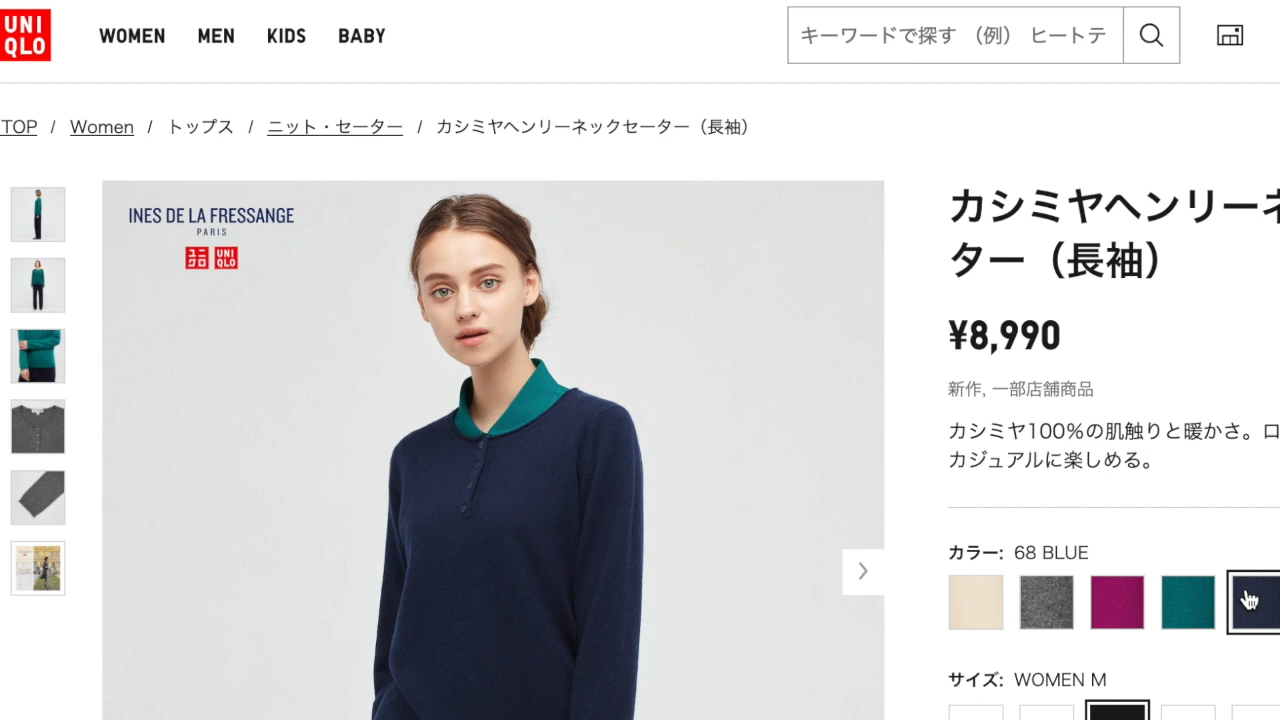 UNI
QLO
WOMEN MEN KIDS BABY
キーワードで探す （例） ヒートテ
TOP / Women / トップス / ニット・セーター / カシミヤヘンリーネックセーター（長袖）
INES DE LA FRESSANGE
PARIS
ユニ
クロ
UNI
QLO
カシミヤヘンリーネ
ター（長袖）
¥8,990
新作, 一部店舗商品
カシミヤ100%の肌触りと暖かさ。ロ
カジュアルに楽しめる。
カラー: 68 BLUE
サイズ: WOMEN M